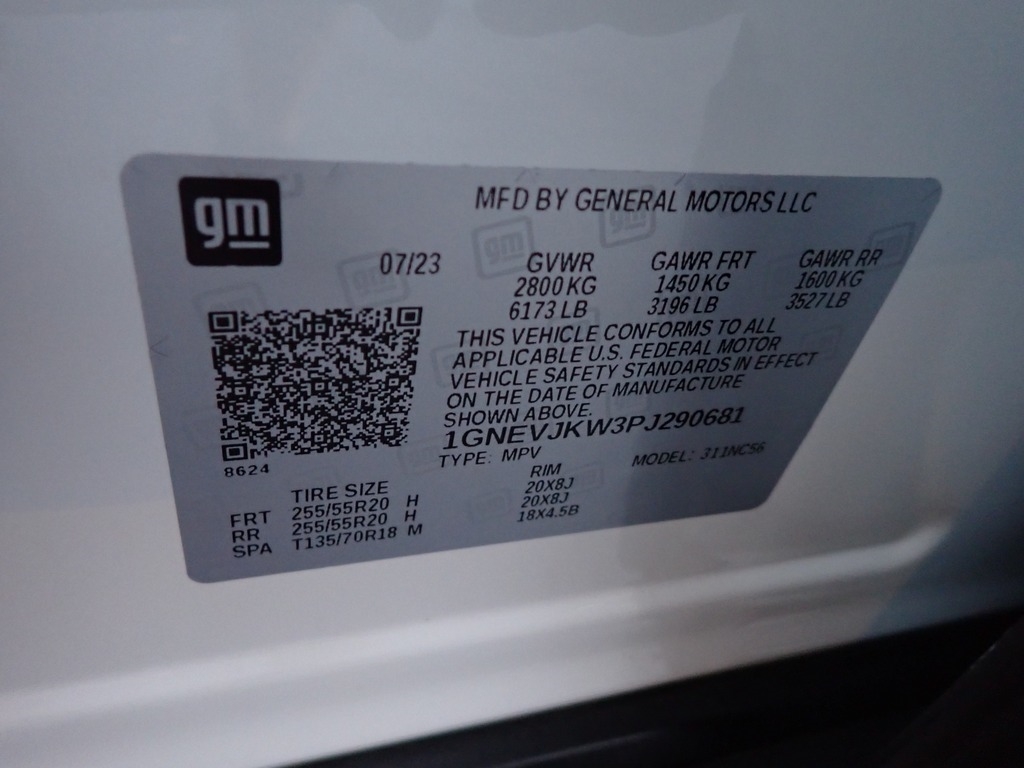 gm
MFD BY GENERAL MOTORS LLC
07/23 GVWR GAWR FRT GAWR RR
2800 KG 1450 KG 1600 KG
6173 LB 3196 LB 3527 LB
THIS VEHICLE CONFORMS TO ALL
APPLICABLE U.S. FEDERAL MOTOR
VEHICLE SAFETY STANDARDS IN EFFECT
ON THE DATE OF MANUFACTURE
SHOWN ABOVE.
1GNEVJKW3PJ290681
8624
TYPE: MPV MODEL: 311NC56
TIRE SIZE RIM
FRT 255/55R20 H 20X8J
RR 255/55R20 H 20X8J
SPA T135/70R18 M 18X4.5B